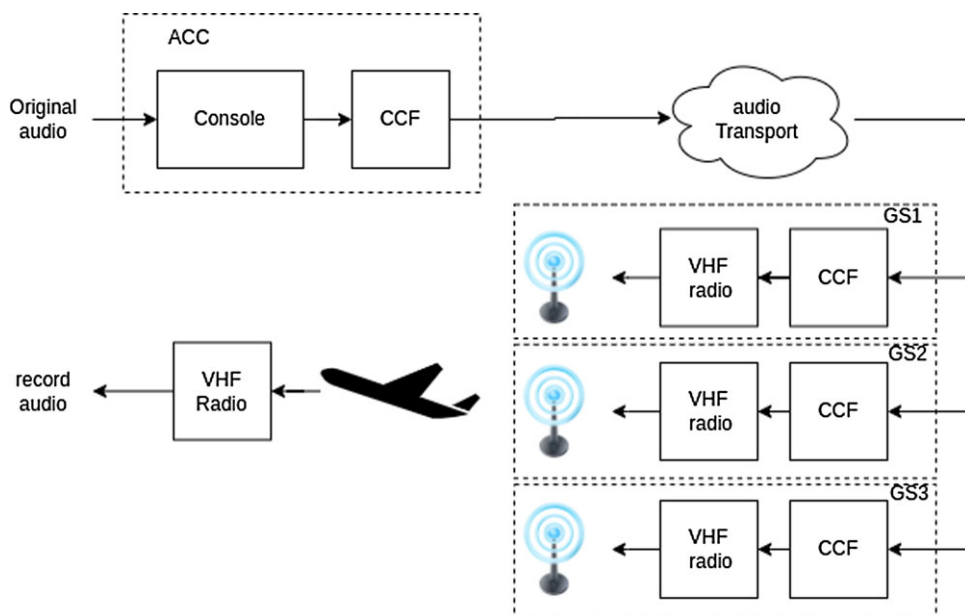 ACC
Original
audio
Console
CCF
audio
Transport
GS1
VHF
radio
CCF
GS2
VHF
radio
CCF
GS3
VHF
radio
CCF
VHF
Radio
record
audio